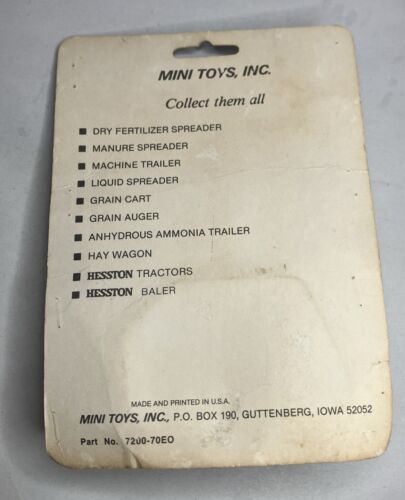 MINI TOYS, INC.
Collect them all
■ DRY FERTILIZER SPREADER
■ MANURE SPREADER
■ MACHINE TRAILER
■ LIQUID SPREADER
■ GRAIN CART
■ GRAIN AUGER
■ ANHYDROUS AMMONIA TRAILER
■ HAY WAGON
■ HESSTON TRACTORS
■ HESSTON BALER
MADE AND PRINTED IN U.S.A.
MINI TOYS, INC., P.O. BOX 190, GUTTENBERG, IOWA 52052
Part No. 7200-70EO